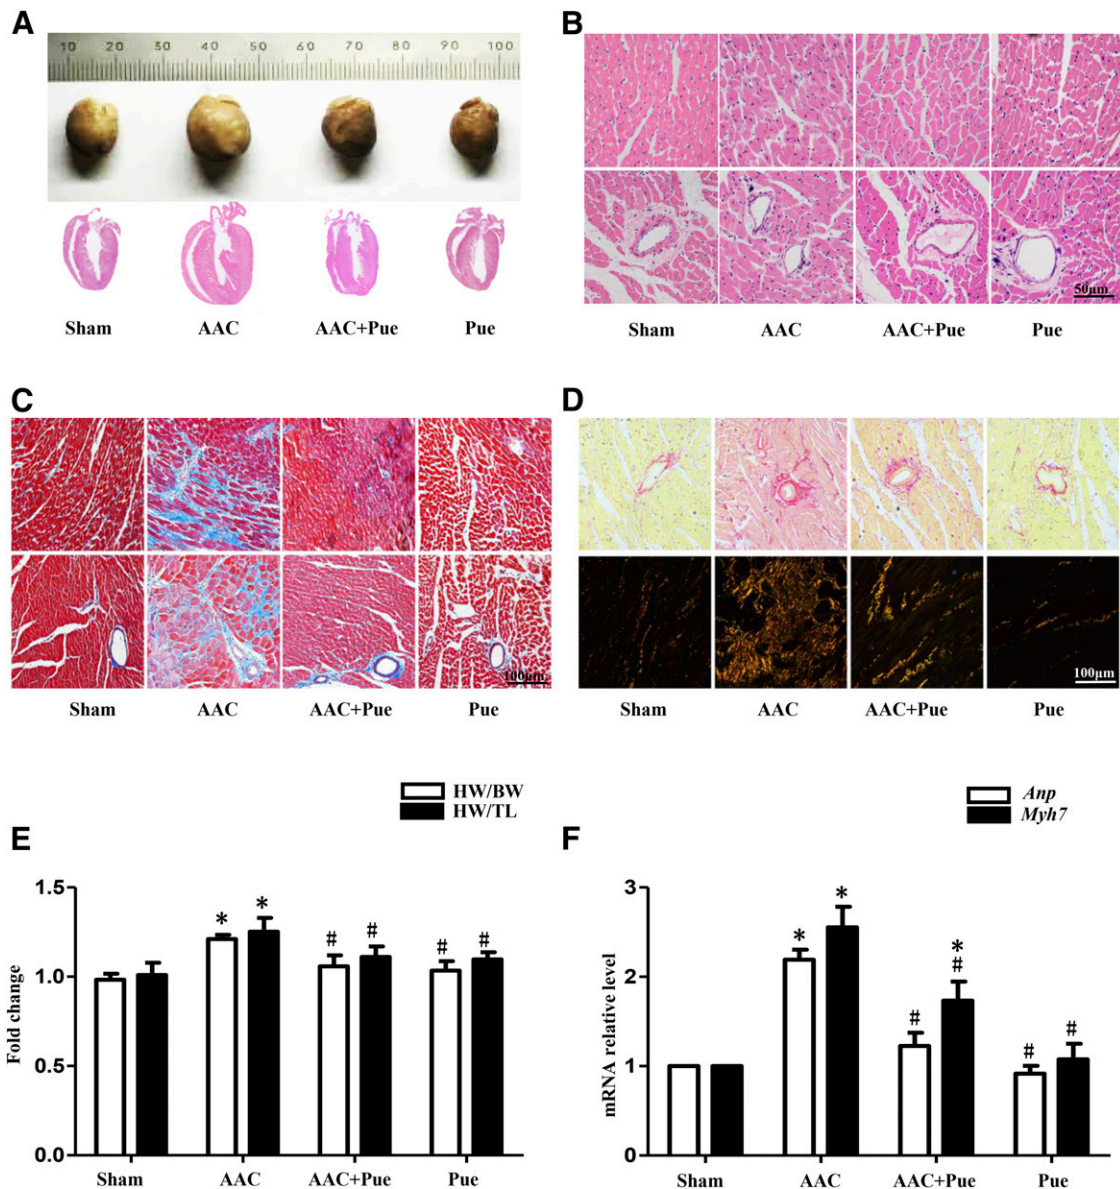 A
10 20 30 40 50 60 70 80 90 100
Sham AAC AAC+Pue Pue
B
50μm
Sham AAC AAC+Pue Pue
C
100μm
Sham AAC AAC+Pue Pue
D
100μm
Sham AAC AAC+Pue Pue
E
HW/BW
HW/TL
Fold change
1.5
1.0
0.5
0.0
* *
# #
# #
Sham AAC AAC+Pue Pue
F
Anp
Myh7
mRNA relative level
3
2
1
0
* *
*
# #
# #
Sham AAC AAC+Pue Pue